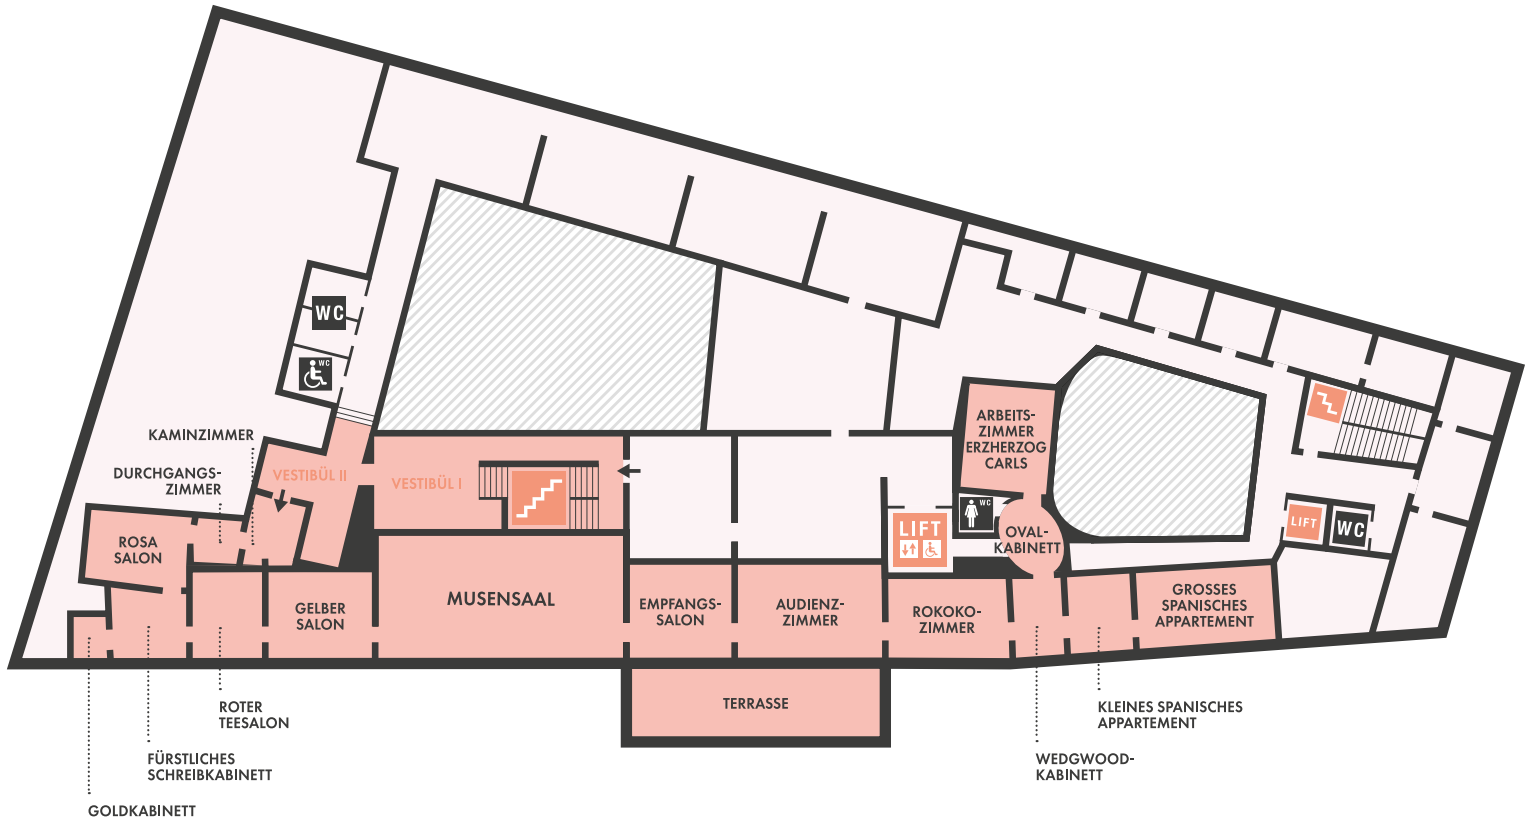 WC
WC
KAMINZIMMER
DURCHGANGS-
ZIMMER
VESTIBÜL II
VESTIBÜL I
ARBEITS-
ZIMMER
ERZHERZOG
CARLS
WC
LIFT
OVAL-
KABINETT
LIFT
WC
ROSA
SALON
GELBER
SALON
MUSENSAAL
EMPFANGS-
SALON
AUDIENZ-
ZIMMER
ROKOKO-
ZIMMER
GROSSES
SPANISCHES
APPARTEMENT
TERRASSE
ROTER
TEESALON
KLEINES SPANISCHES
APPARTEMENT
FÜRSTLICHES
SCHREIBKABINETT
WEDGWOOD-
KABINETT
GOLDKABINETT